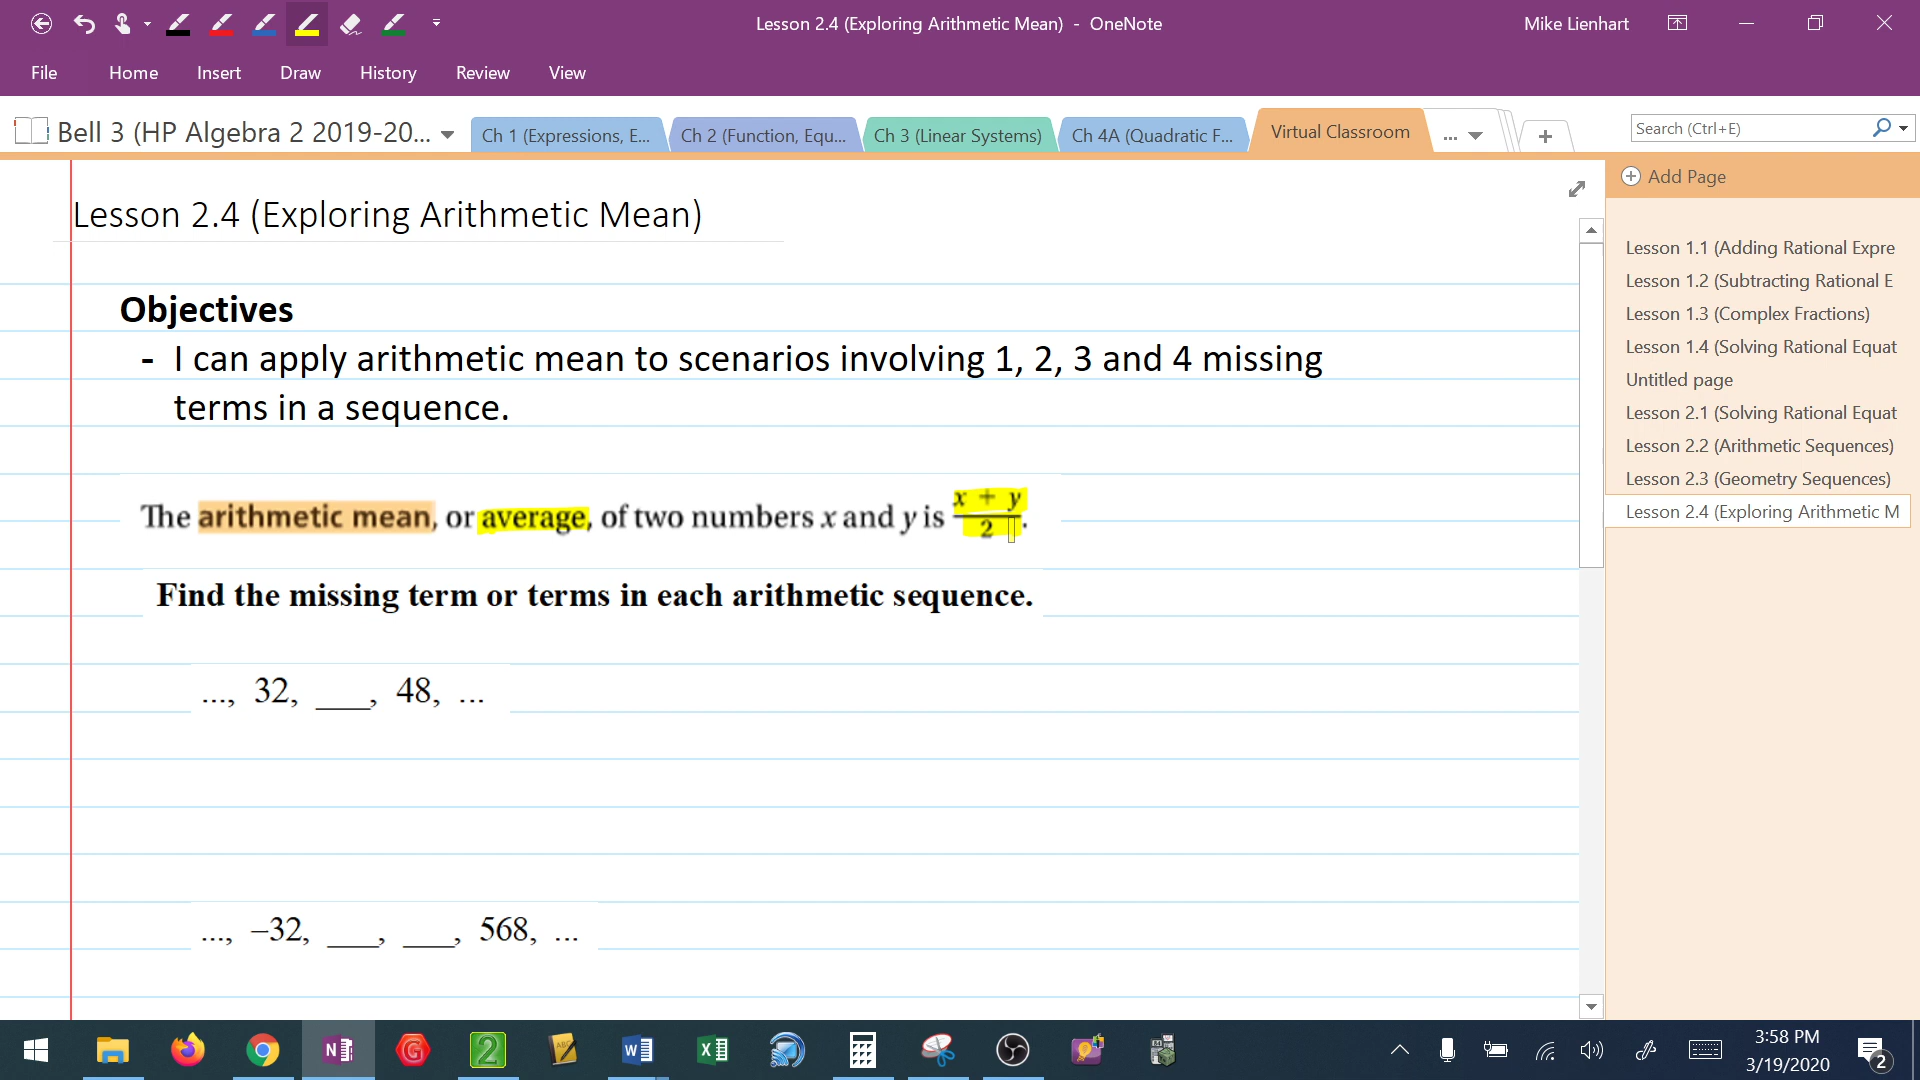 Lesson 2.4 (Exploring Arithmetic Mean) - OneNote
Mike Lienhart
File Home Insert Draw History Review View
Bell 3 (HP Algebra 2 2019-20...
Ch 1 (Expressions, E...
Ch 2 (Function, Equ...
Ch 3 (Linear Systems)
Ch 4A (Quadratic F...
Virtual Classroom
...
Search (Ctrl+E)
Add Page
Lesson 1.1 (Adding Rational Expre
Lesson 1.2 (Subtracting Rational E
Lesson 1.3 (Complex Fractions)
Lesson 1.4 (Solving Rational Equat
Untitled page
Lesson 2.1 (Solving Rational Equat
Lesson 2.2 (Arithmetic Sequences)
Lesson 2.3 (Geometry Sequences)
Lesson 2.4 (Exploring Arithmetic M
Lesson 2.4 (Exploring Arithmetic Mean)
Objectives
- I can apply arithmetic mean to scenarios involving 1, 2, 3 and 4 missing
terms in a sequence.
The arithmetic mean, or average, of two numbers x and y is (x + y)/2.
Find the missing term or terms in each arithmetic sequence.
..., 32, ___, 48, ...
..., –32, ___, ___, 568, ...
3:58 PM
3/19/2020
2